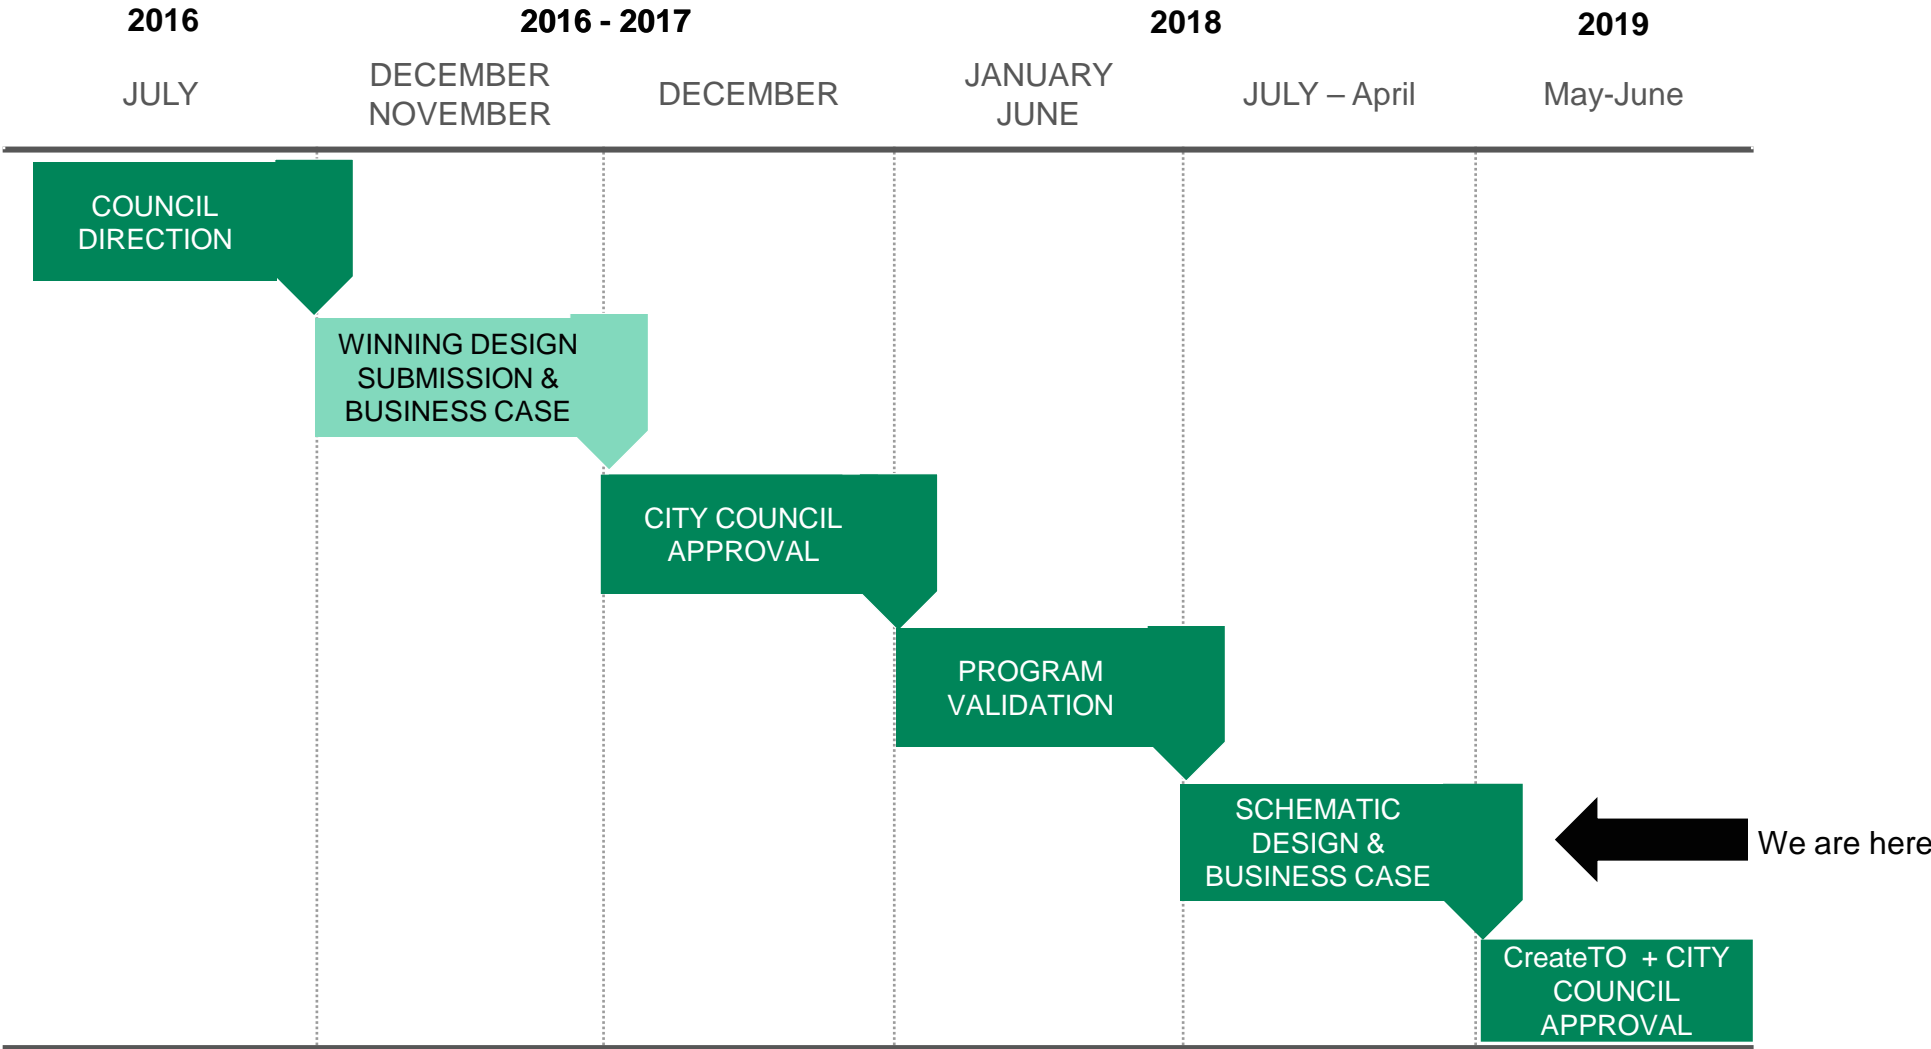 2016
2016 - 2017
2018
2019
JULY
DECEMBER
NOVEMBER
DECEMBER
JANUARY
JUNE
JULY – April
May-June
COUNCIL
DIRECTION
WINNING DESIGN
SUBMISSION &
BUSINESS CASE
CITY COUNCIL
APPROVAL
PROGRAM
VALIDATION
SCHEMATIC
DESIGN &
BUSINESS CASE
We are here
CreateTO + CITY
COUNCIL
APPROVAL